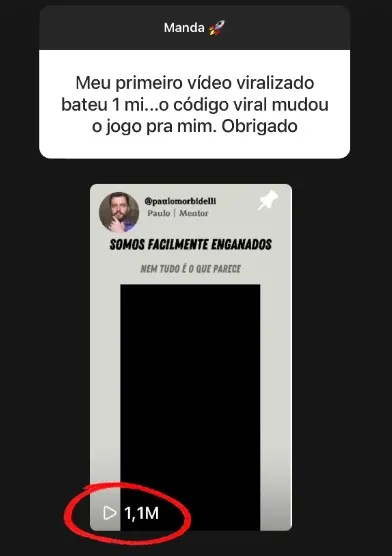 Manda 🚀
Meu primeiro vídeo viralizado
bateu 1 mi...o código viral mudou
o jogo pra mim. Obrigado
@paulomorbidelli
Paulo | Mentor
SOMOS FACILMENTE ENGANADOS
NEM TUDO É O QUE PARECE
1,1M